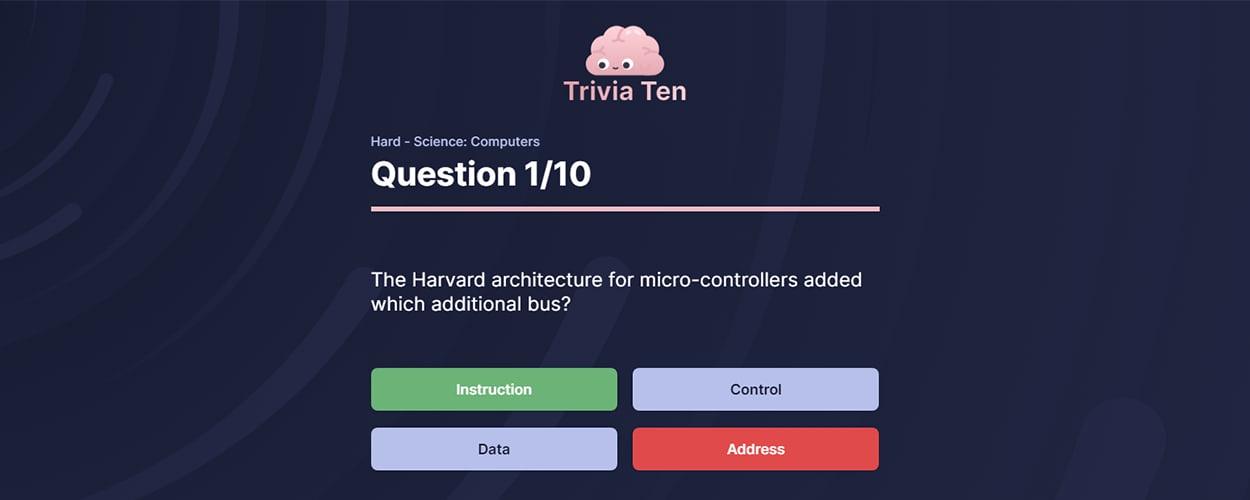 Trivia Ten
Hard - Science: Computers
Question 1/10
The Harvard architecture for micro-controllers added
which additional bus?
Instruction
Control
Data
Address